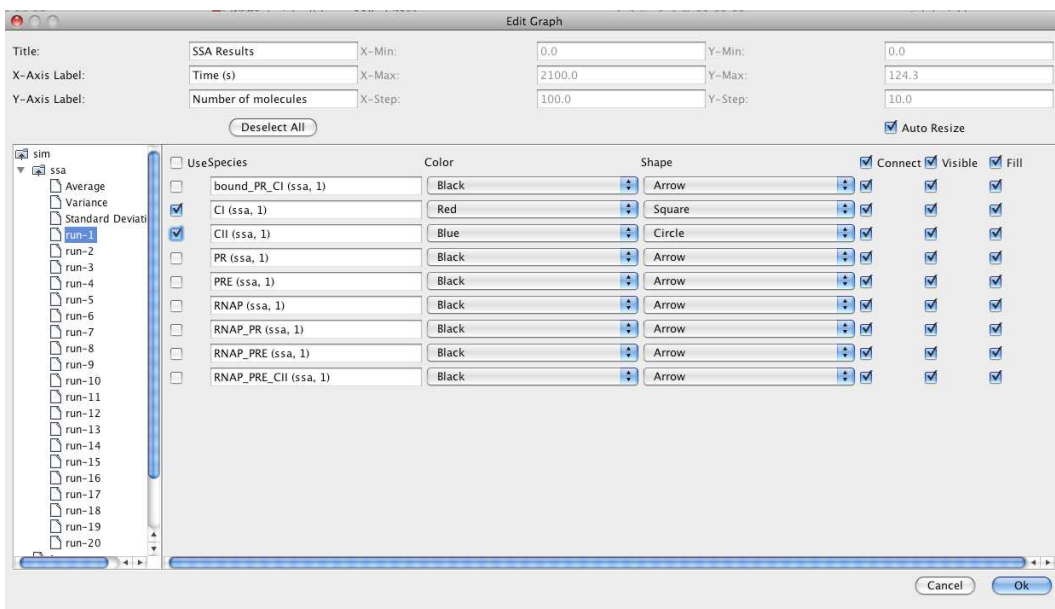 Edit Graph
Title: SSA Results X-Min: 0.0 Y-Min: 0.0
X-Axis Label: Time (s) X-Max: 2100.0 Y-Max: 124.3
Y-Axis Label: Number of molecules X-Step: 100.0 Y-Step: 10.0
Deselect All Auto Resize
sim
ssa
Average
Variance
Standard Deviati
run-1
run-2
run-3
run-4
run-5
run-6
run-7
run-8
run-9
run-10
run-11
run-12
run-13
run-14
run-15
run-16
run-17
run-18
run-19
run-20
Use Species Color Shape Connect Visible Fill
bound_PR_CI (ssa, 1) Black Arrow
CI (ssa, 1) Red Square
CII (ssa, 1) Blue Circle
PR (ssa, 1) Black Arrow
PRE (ssa, 1) Black Arrow
RNAP (ssa, 1) Black Arrow
RNAP_PR (ssa, 1) Black Arrow
RNAP_PRE (ssa, 1) Black Arrow
RNAP_PRE_CII (ssa, 1) Black Arrow
Cancel Ok